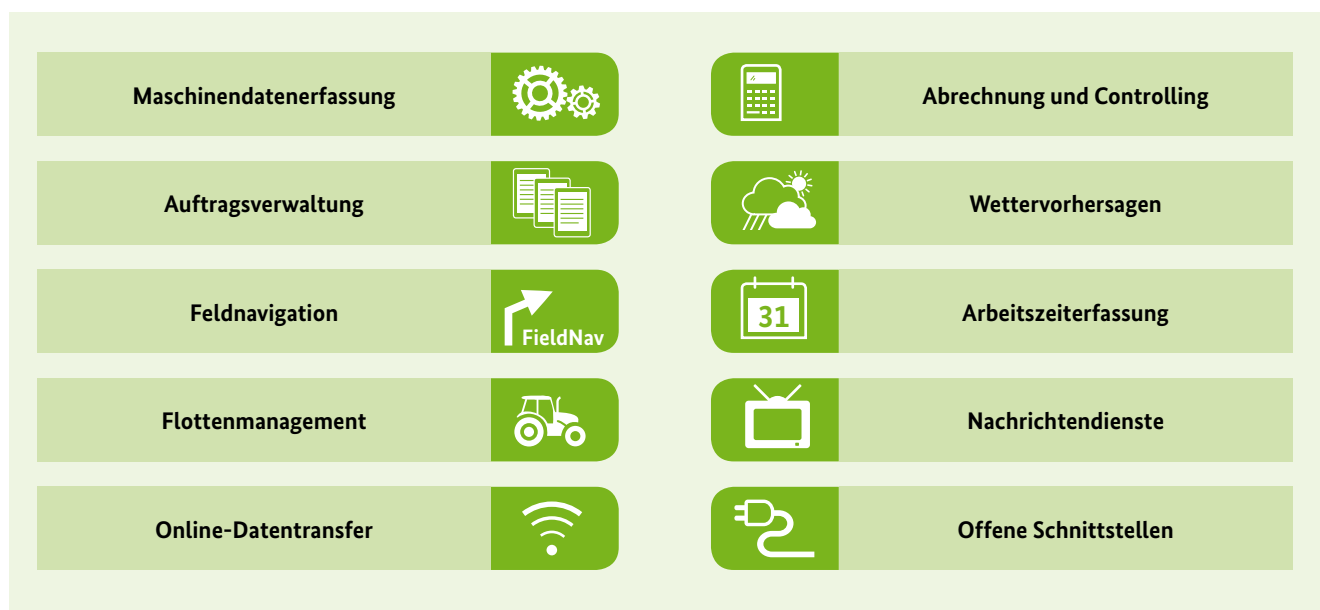 Maschinendatenerfassung
Auftragsverwaltung
Feldnavigation
FieldNav
Flottenmanagement
Online-Datentransfer
Abrechnung und Controlling
Wettervorhersagen
31
Arbeitszeiterfassung
Nachrichtendienste
Offene Schnittstellen